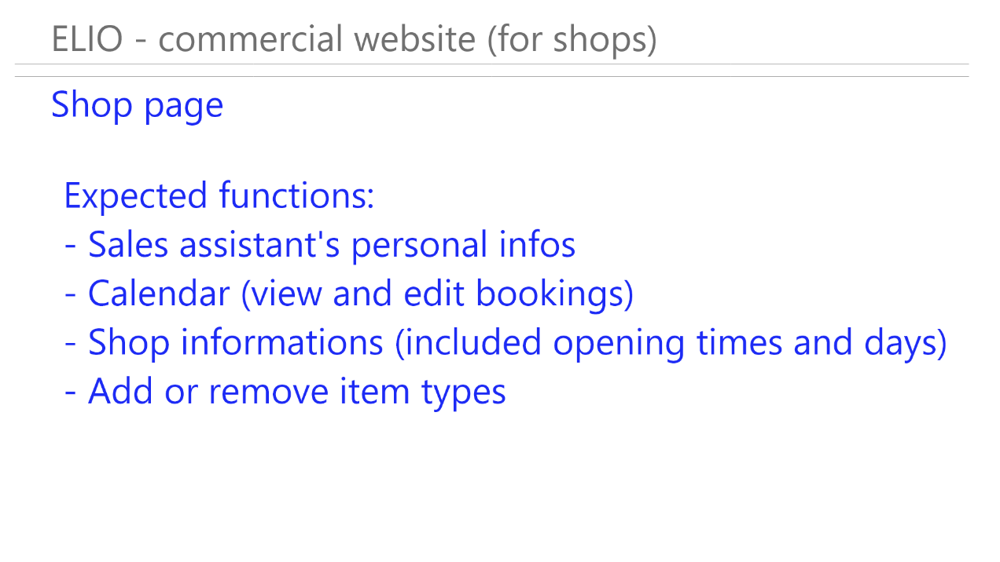 ELIO - commercial website (for shops)
Shop page
Expected functions:
- Sales assistant's personal infos
- Calendar (view and edit bookings)
- Shop informations (included opening times and days)
- Add or remove item types